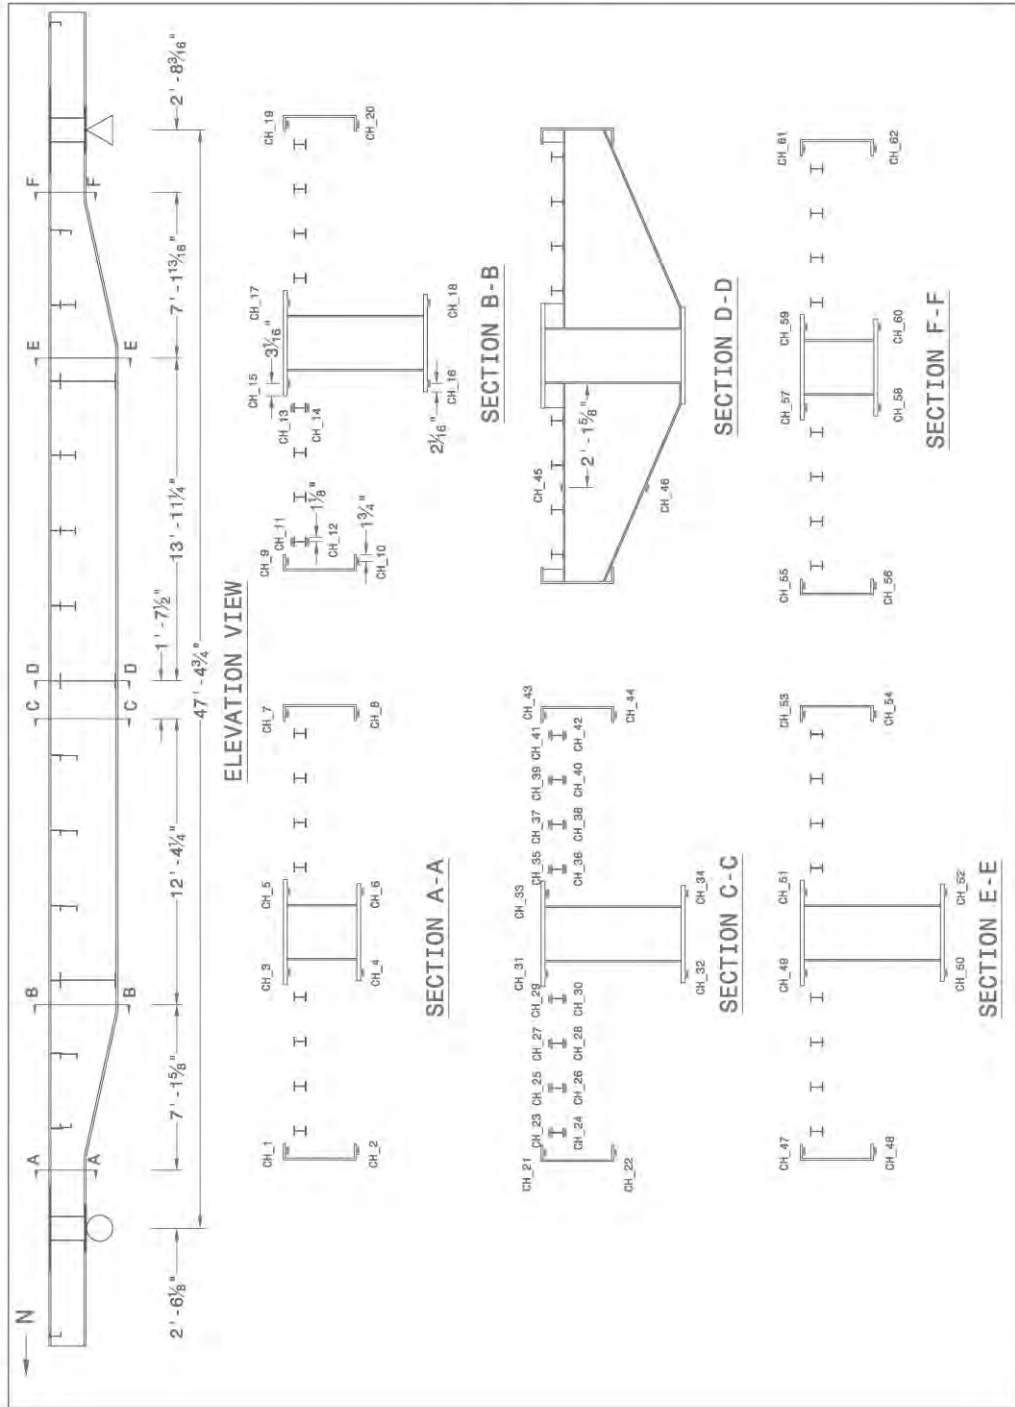 N
A
A
B
B
C
C
D
D
E
E
F
F
2'-6⅛"
7'-1⅝"
12'-4¼"
1'-7½"
13'-11¼"
7'-1¹³⁄₁₆"
2'-8³⁄₁₆"
47'-4¾"
ELEVATION VIEW
CH_1
CH_2
CH_3
CH_4
CH_5
CH_6
CH_7
CH_8
SECTION A-A
CH_9
CH_10
CH_11
CH_12
1⅛"
1¾"
CH_13
CH_14
CH_15
CH_16
3¹⁄₁₆"
2¹⁄₁₆"
CH_17
CH_18
CH_19
CH_20
SECTION B-B
CH_21
CH_22
CH_23
CH_24
CH_25
CH_26
CH_27
CH_28
CH_29
CH_30
CH_31
CH_32
CH_33
CH_34
CH_35
CH_36
CH_37
CH_38
CH_39
CH_40
CH_41
CH_42
CH_43
CH_44
SECTION C-C
CH_45
CH_46
2'-1⅝"
SECTION D-D
CH_47
CH_48
CH_49
CH_50
CH_51
CH_52
CH_53
CH_54
SECTION E-E
CH_55
CH_56
CH_57
CH_58
CH_59
CH_60
CH_61
CH_62
SECTION F-F